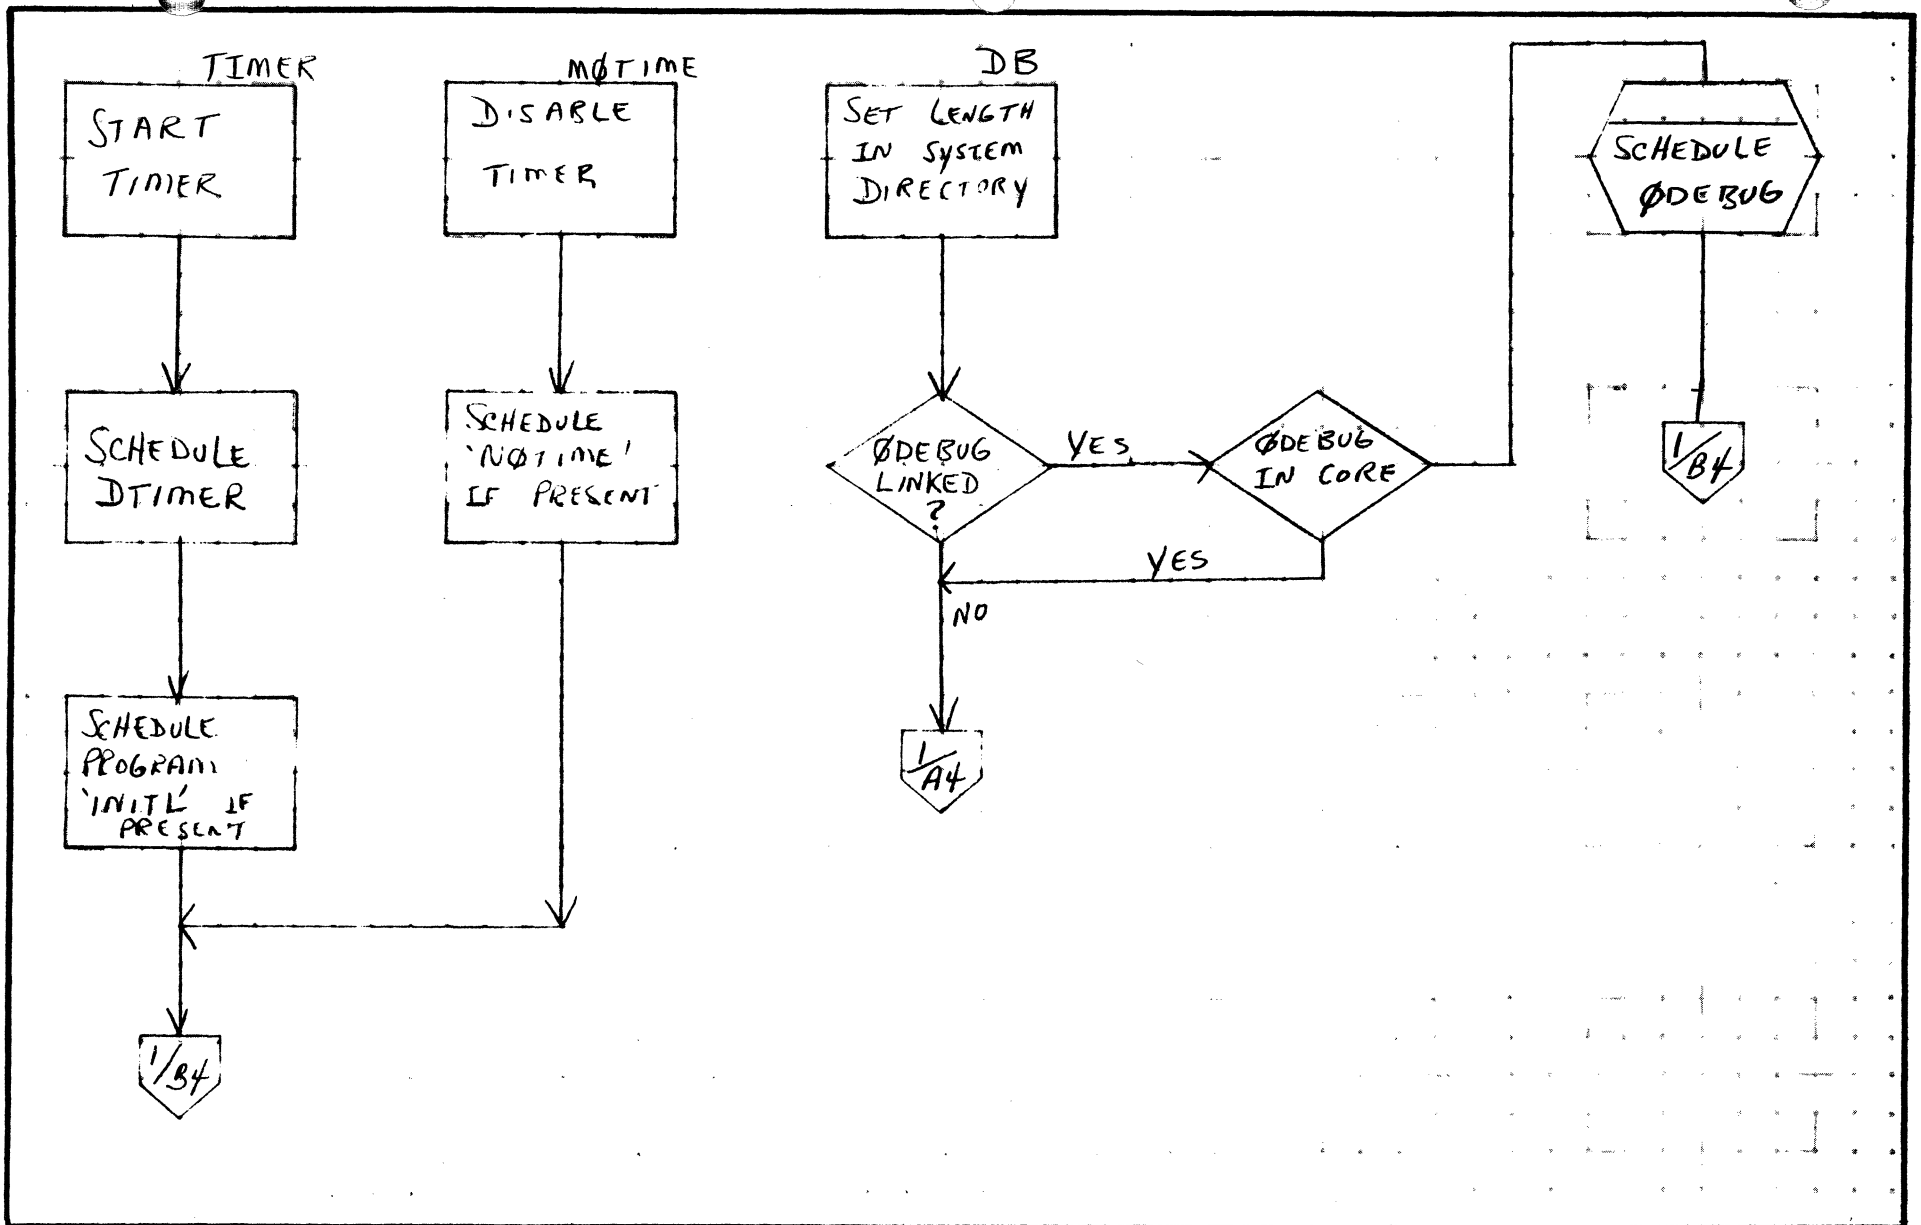 TIMER
START
TIMER
SCHEDULE
DTIMER
SCHEDULE
PROGRAM
'INITL' IF
PRESENT
1/B4
MØTIME
DISABLE
TIMER
SCHEDULE
'NØTIME'
IF PRESENT
DB
SET LENGTH
IN SYSTEM
DIRECTORY
ØDEBUG
LINKED
?
YES
NO
1/A4
ØDEBUG
IN CORE
YES
SCHEDULE
ØDEBUG
1/B4